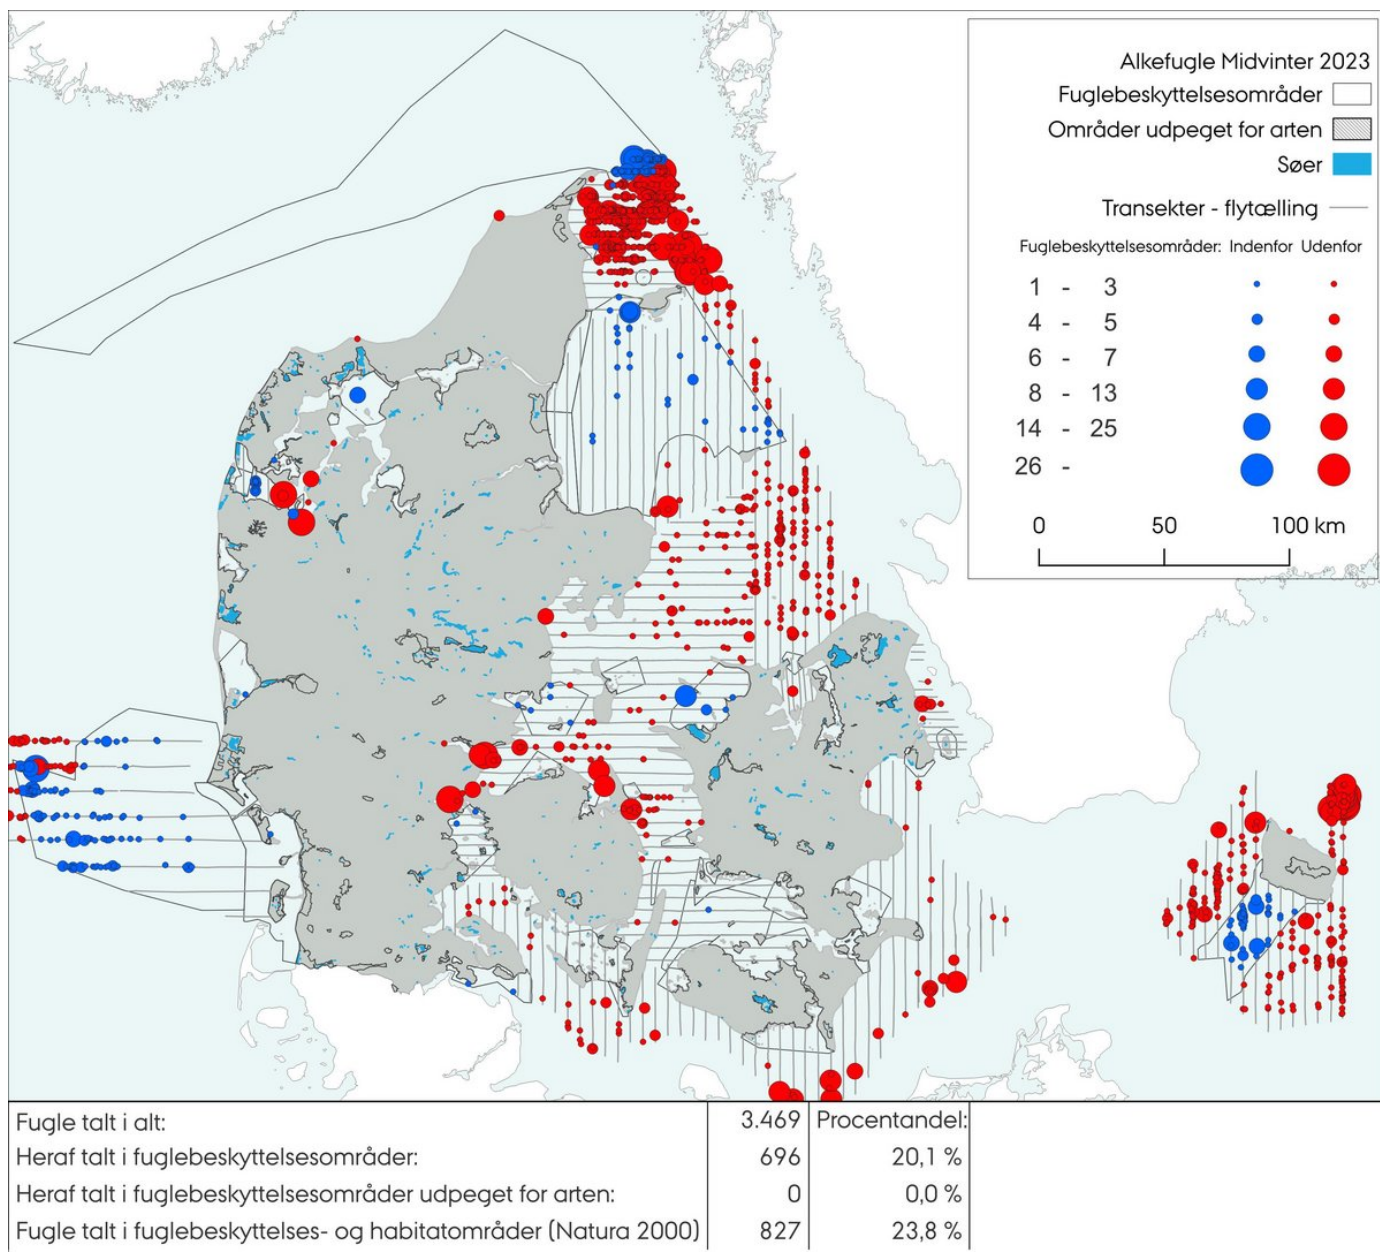 Alkefugle Midvinter 2023
Fuglebeskyttelsesområder
Områder udpeget for arten
Søer
Transekter - flytælling
Fuglebeskyttelsesområder: Indenfor Udenfor
1 - 3
4 - 5
6 - 7
8 - 13
14 - 25
26 -
0 50 100 km
Fugle talt i alt: 3.469 Procentandel:
Heraf talt i fuglebeskyttelsesområder: 696 20,1 %
Heraf talt i fuglebeskyttelsesområder udpeget for arten: 0 0,0 %
Fugle talt i fuglebeskyttelses- og habitatområder (Natura 2000) 827 23,8 %